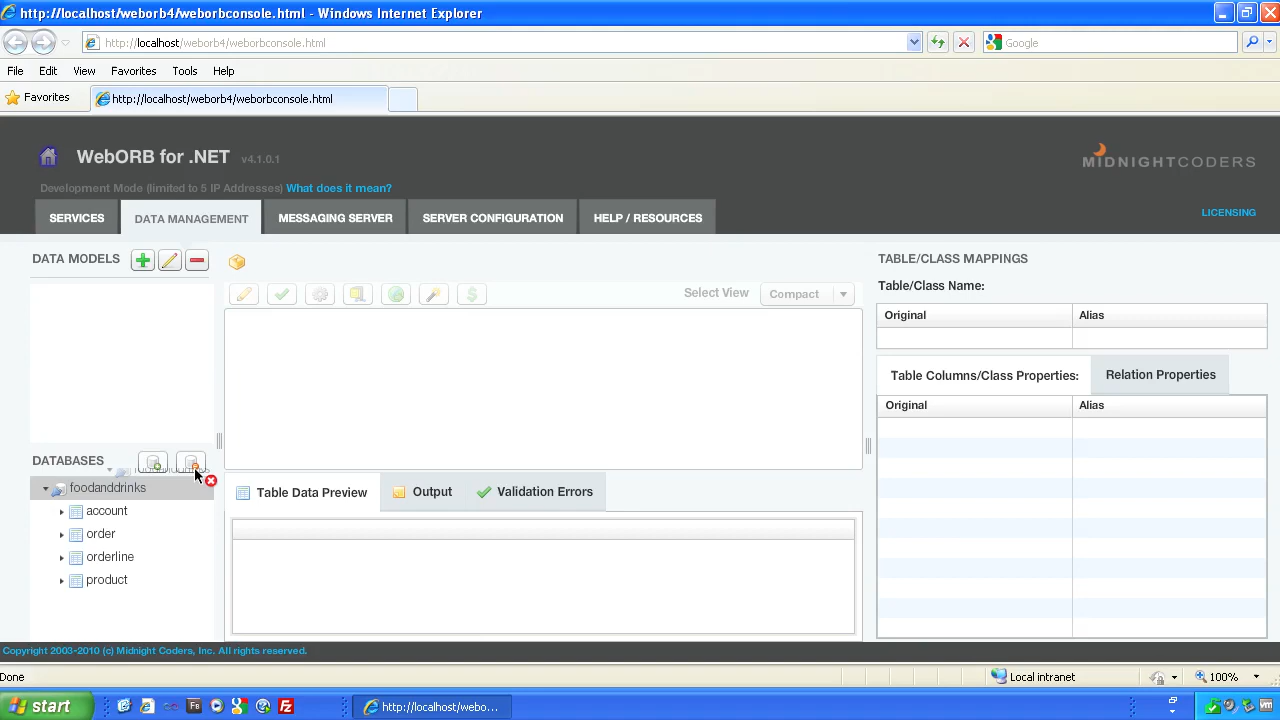 http://localhost/weborb4/weborbconsole.html - Windows Internet Explorer
http://localhost/weborb4/weborbconsole.html
Google
File Edit View Favorites Tools Help
Favorites
http://localhost/weborb4/weborbconsole.html
WebORB for .NET v4.1.0.1
MIDNIGHTCODERS
Development Mode (limited to 5 IP Addresses) What does it mean?
SERVICES DATA MANAGEMENT MESSAGING SERVER SERVER CONFIGURATION HELP / RESOURCES
LICENSING
DATA MODELS
TABLE/CLASS MAPPINGS
Table/Class Name:
Select View Compact
Original Alias
Table Columns/Class Properties: Relation Properties
Original Alias
DATABASES
foodanddrinks
account
order
orderline
product
Table Data Preview Output Validation Errors
Copyright 2003-2010 (c) Midnight Coders, Inc. All rights reserved.
Done
Local intranet
100%
start
http://localhost/webo...